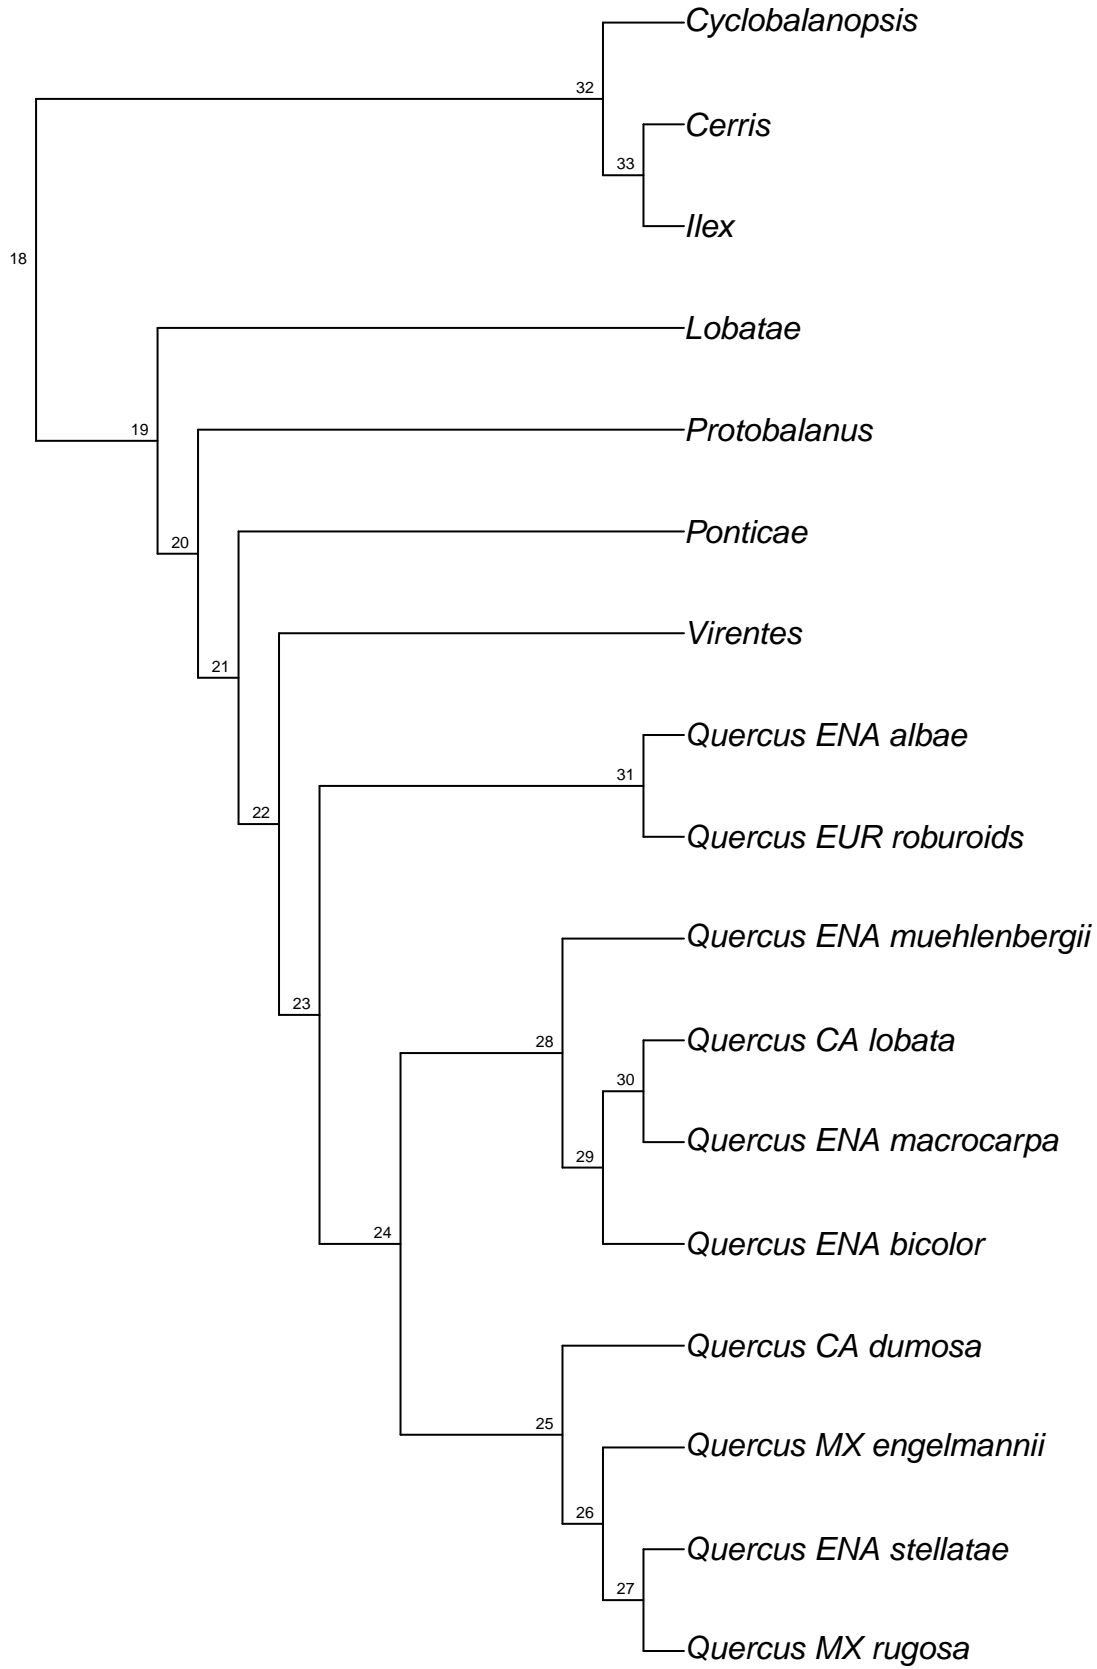 Cyclobalanopsis
32
Cerris
33
Ilex
18
Lobatae
19
Protobalanus
20
Ponticae
21
Virentes
22
Quercus ENA albae
31
Quercus EUR roburoids
23
Quercus ENA muehlenbergii
28
Quercus CA lobata
30
Quercus ENA macrocarpa
29
Quercus ENA bicolor
24
Quercus CA dumosa
25
Quercus MX engelmannii
26
Quercus ENA stellatae
27
Quercus MX rugosa